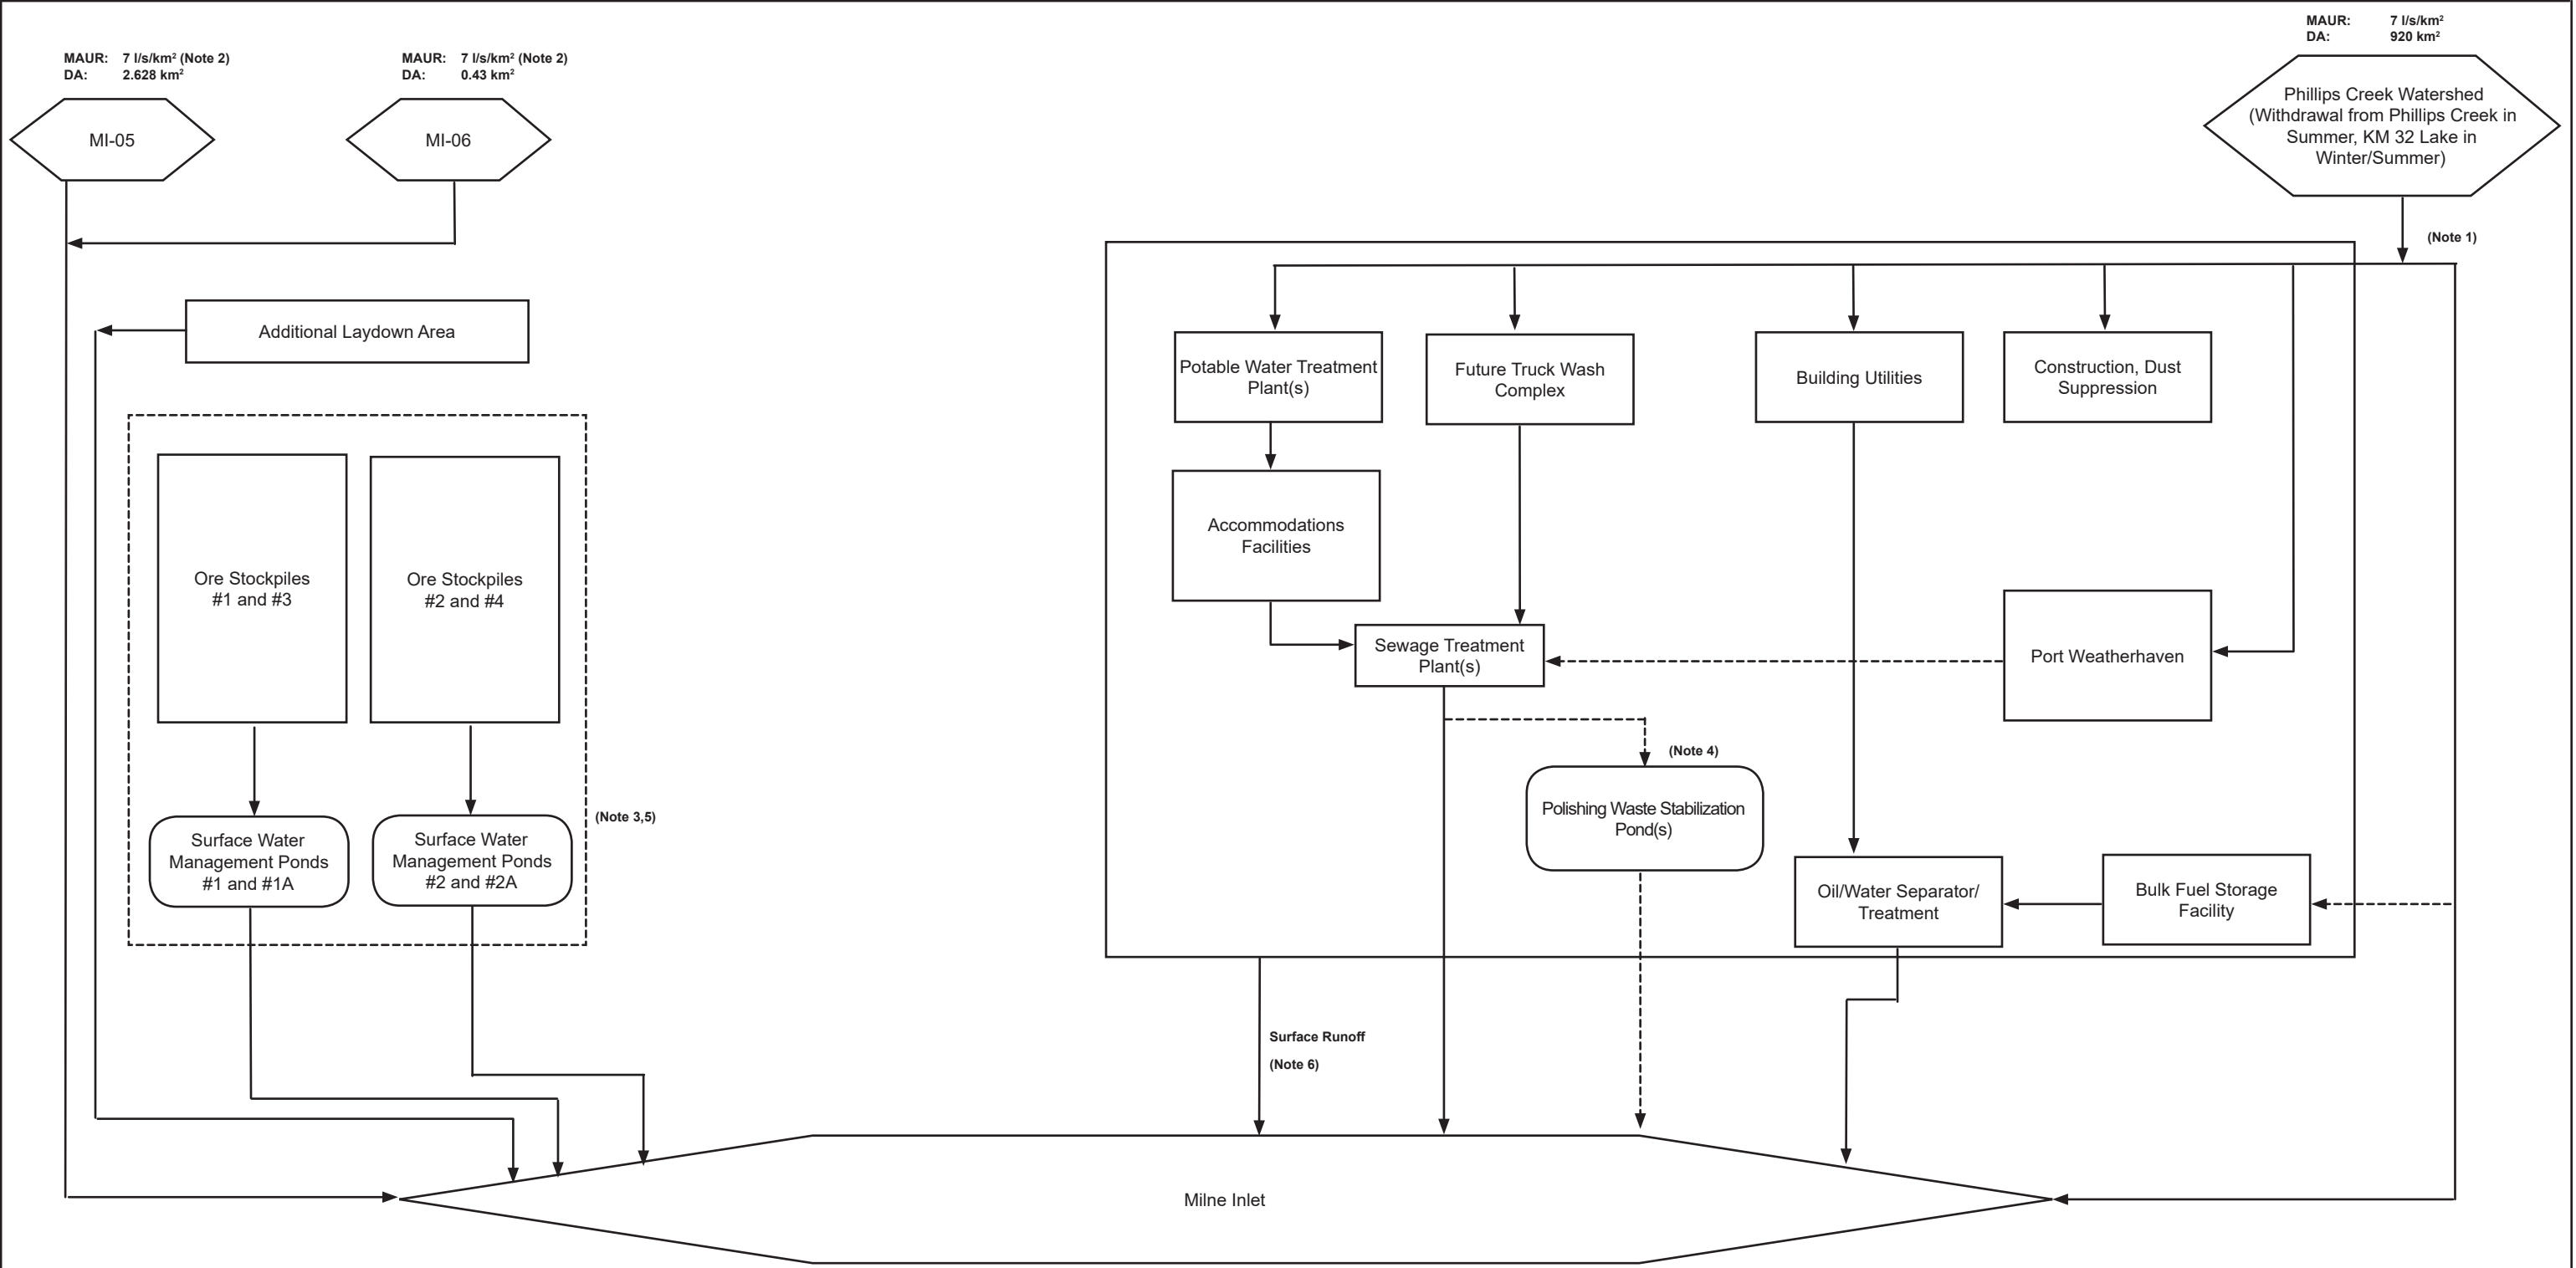 MAUR: 7 l/s/km² (Note 2)
DA: 2.628 km²
MI-05
MAUR: 7 l/s/km² (Note 2)
DA: 0.43 km²
MI-06
MAUR: 7 l/s/km²
DA: 920 km²
Phillips Creek Watershed
(Withdrawal from Phillips Creek in
Summer, KM 32 Lake in
Winter/Summer)
(Note 1)
Additional Laydown Area
Ore Stockpiles
#1 and #3
Ore Stockpiles
#2 and #4
Surface Water
Management Ponds
#1 and #1A
Surface Water
Management Ponds
#2 and #2A
(Note 3,5)
Potable Water Treatment
Plant(s)
Future Truck Wash
Complex
Building Utilities
Construction, Dust
Suppression
Accommodations
Facilities
Sewage Treatment
Plant(s)
Port Weatherhaven
(Note 4)
Polishing Waste Stabilization
Pond(s)
Oil/Water Separator/
Treatment
Bulk Fuel Storage
Facility
Surface Runoff
(Note 6)
Milne Inlet